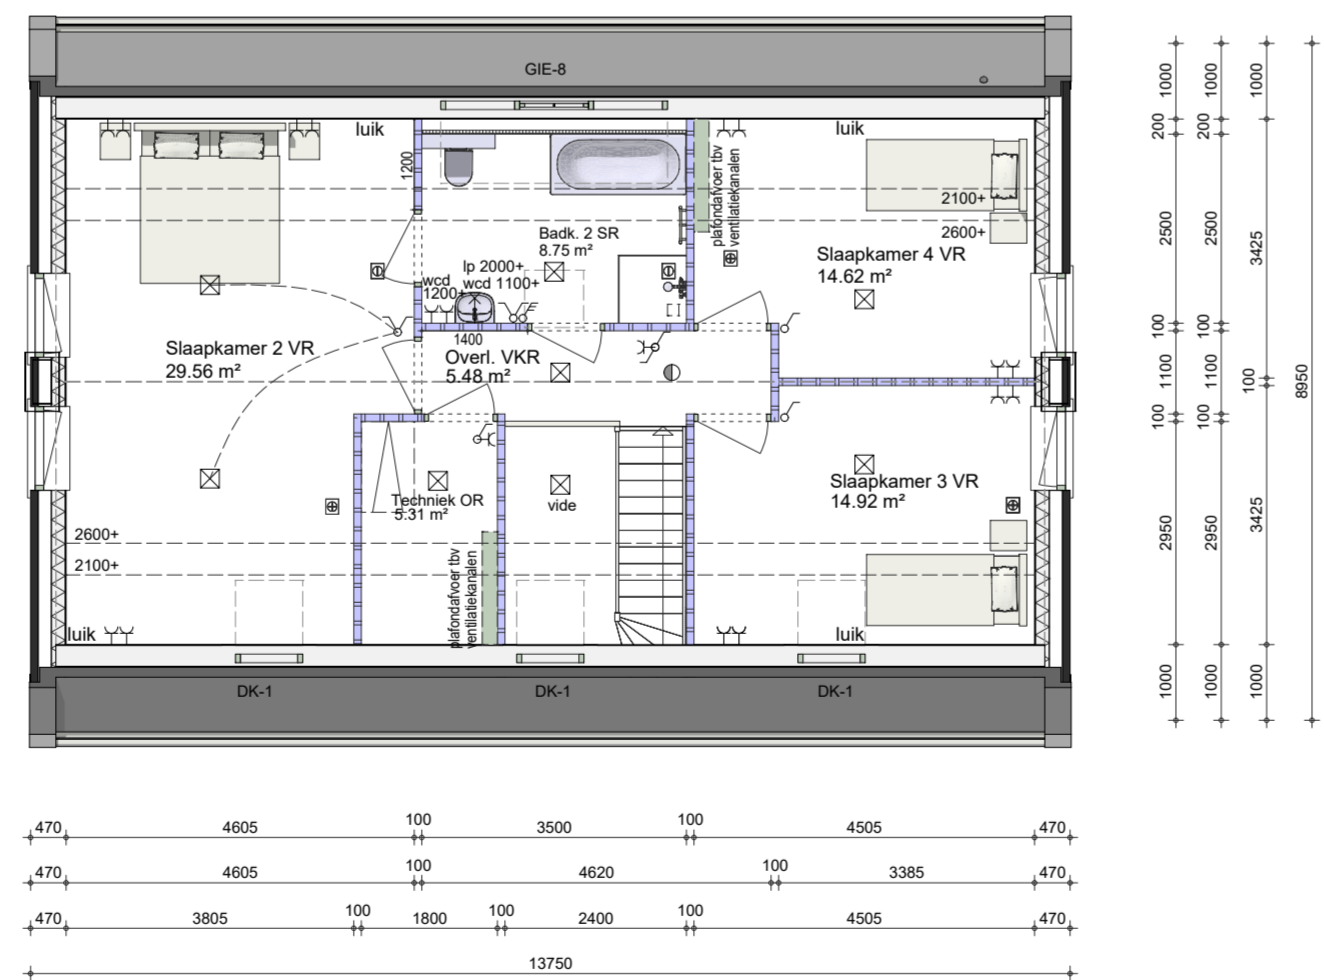 GIE-8
luik
luik
1200
plafondafvoer tbv
ventilatiekanalen
2100+
2600+
Badk. 2 SR
8.75 m²
lp 2000+
wcd 1100+
wcd
1200+
1400
Slaapkamer 4 VR
14.62 m²
Slaapkamer 2 VR
29.56 m²
Overl. VKR
5.48 m²
Techniek OR
5.31 m²
vide
Slaapkamer 3 VR
14.92 m²
2600+
2100+
plafondafvoer tbv
ventilatiekanalen
luik
luik
DK-1
DK-1
DK-1
1000
200
2500
100
1100
100
2950
1000
1000
200
2500
100
1100
100
2950
1000
1000
3425
100
3425
1000
8950
470 4605 100 3500 100 4505 470
470 4605 100 4620 100 3385 470
470 3805 100 1800 100 2400 100 4505 470
13750